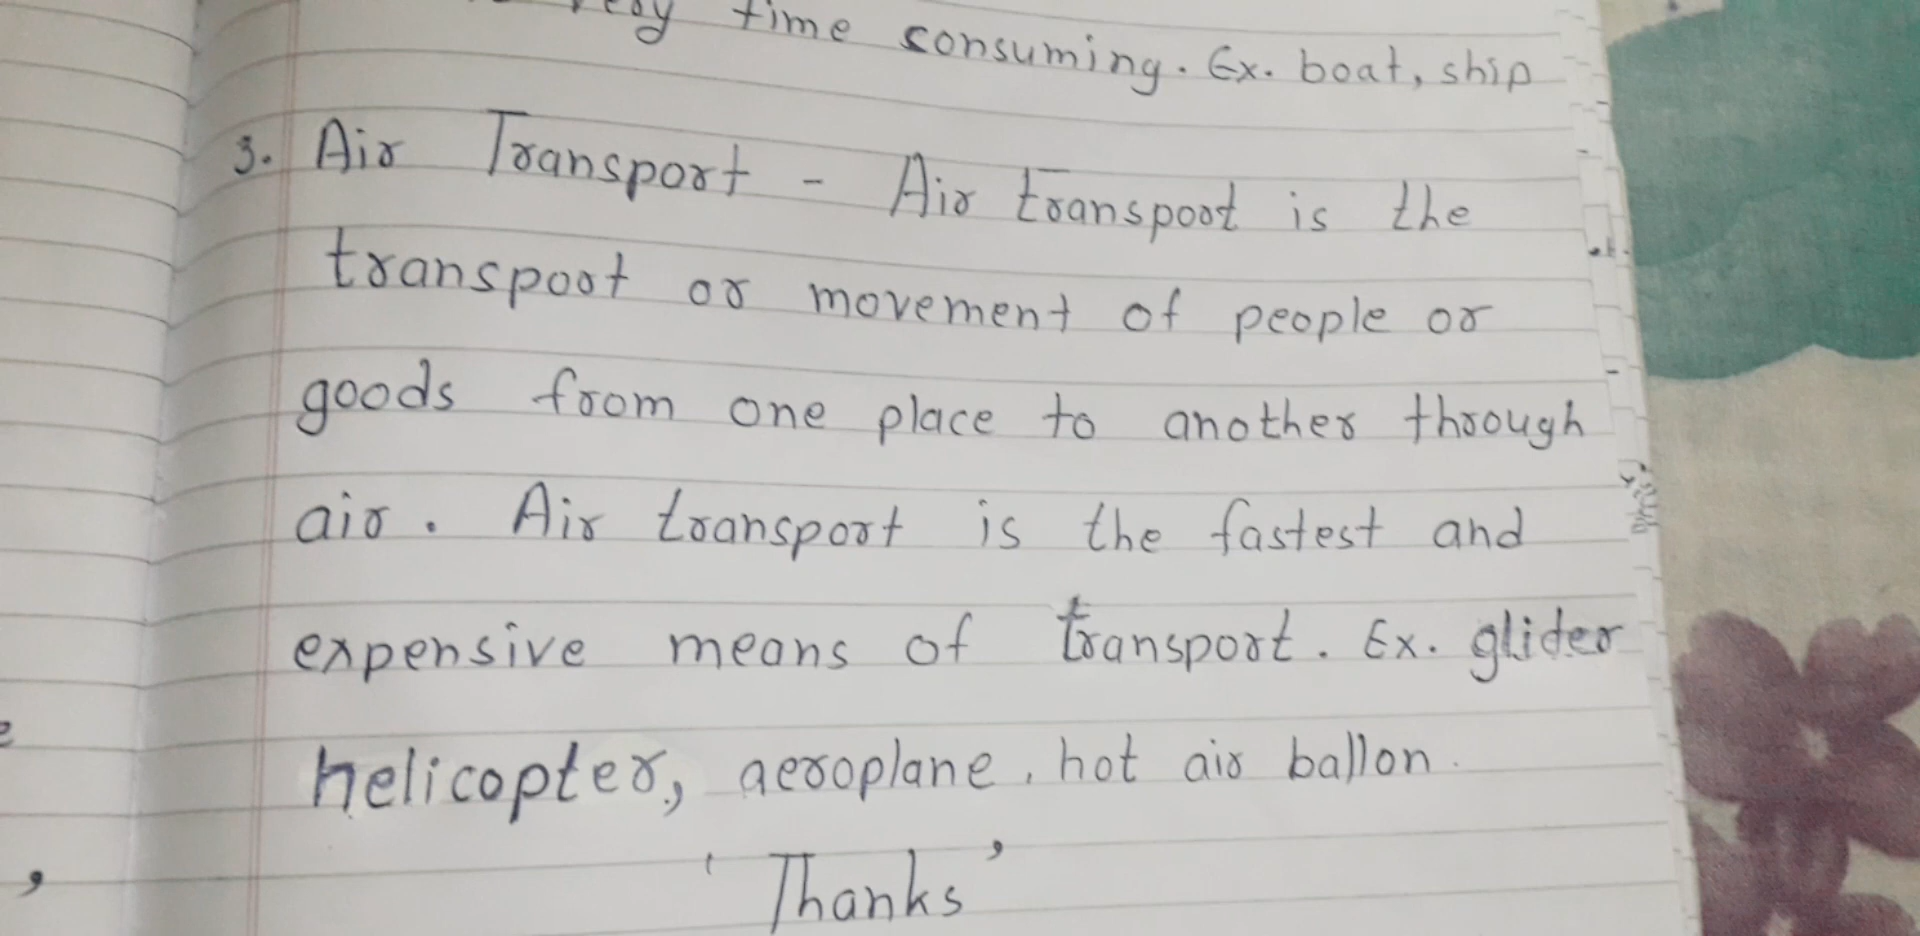 very time consuming. Ex. boat, ship
3. Air Transport - Air transport is the
transport or movement of people or
goods from one place to another through
air. Air transport is the fastest and
expensive means of transport. Ex. glider
helicopter, aeroplane, hot air ballon.
'Thanks'